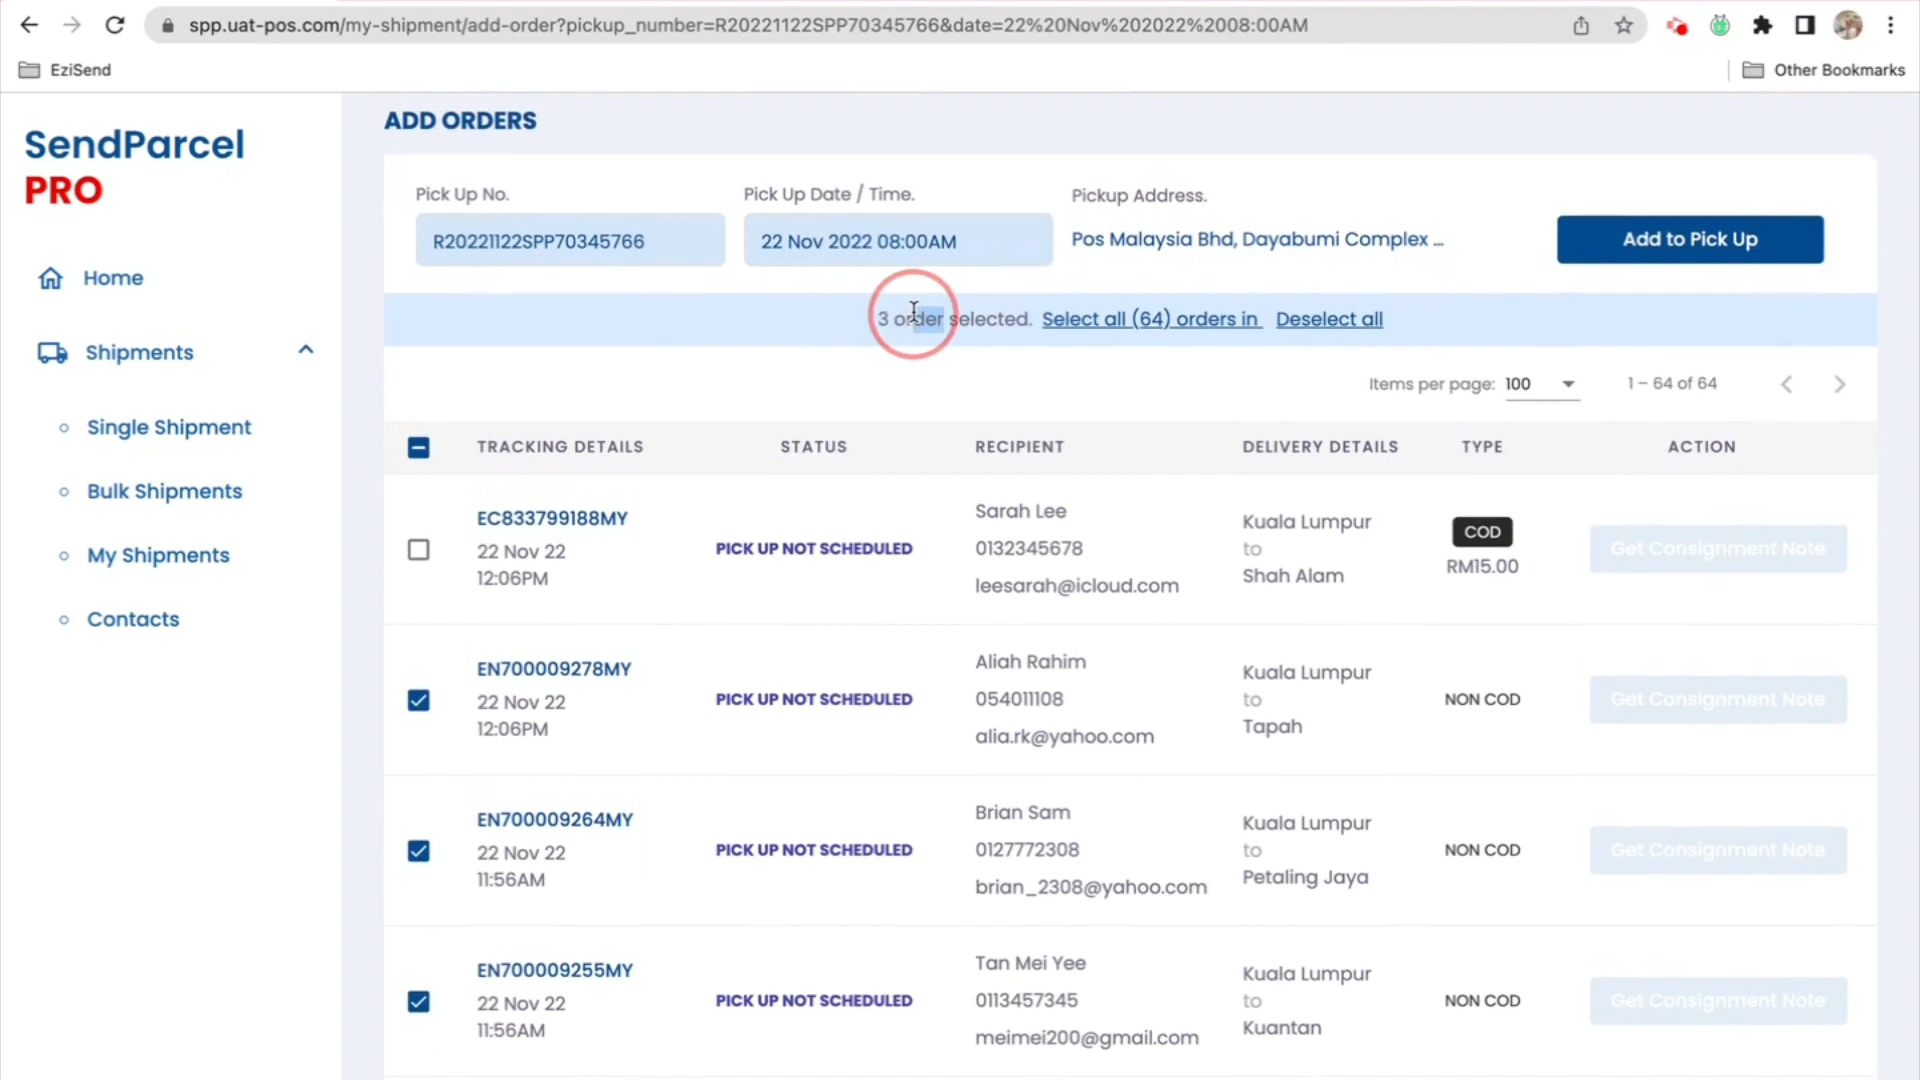 spp.uat-pos.com/my-shipment/add-order?pickup_number=R20221122SPP70345766&date=22%20Nov%202022%2008:00AM
EziSend
Other Bookmarks
SendParcel
PRO
Home
Shipments
Single Shipment
Bulk Shipments
My Shipments
Contacts
ADD ORDERS
Pick Up No.
R20221122SPP70345766
Pick Up Date / Time.
22 Nov 2022 08:00AM
Pickup Address.
Pos Malaysia Bhd, Dayabumi Complex ...
Add to Pick Up
3 order selected. Select all (64) orders in Deselect all
Items per page: 100 1 – 64 of 64
TRACKING DETAILS STATUS RECIPIENT DELIVERY DETAILS TYPE ACTION
EC833799188MY
22 Nov 22
12:06PM
PICK UP NOT SCHEDULED
Sarah Lee
0132345678
leesarah@icloud.com
Kuala Lumpur
to
Shah Alam
COD
RM15.00
Get Consignment Note
EN700009278MY
22 Nov 22
12:06PM
PICK UP NOT SCHEDULED
Aliah Rahim
054011108
alia.rk@yahoo.com
Kuala Lumpur
to
Tapah
NON COD
Get Consignment Note
EN700009264MY
22 Nov 22
11:56AM
PICK UP NOT SCHEDULED
Brian Sam
0127772308
brian_2308@yahoo.com
Kuala Lumpur
to
Petaling Jaya
NON COD
Get Consignment Note
EN700009255MY
22 Nov 22
11:56AM
PICK UP NOT SCHEDULED
Tan Mei Yee
0113457345
meimei200@gmail.com
Kuala Lumpur
to
Kuantan
NON COD
Get Consignment Note